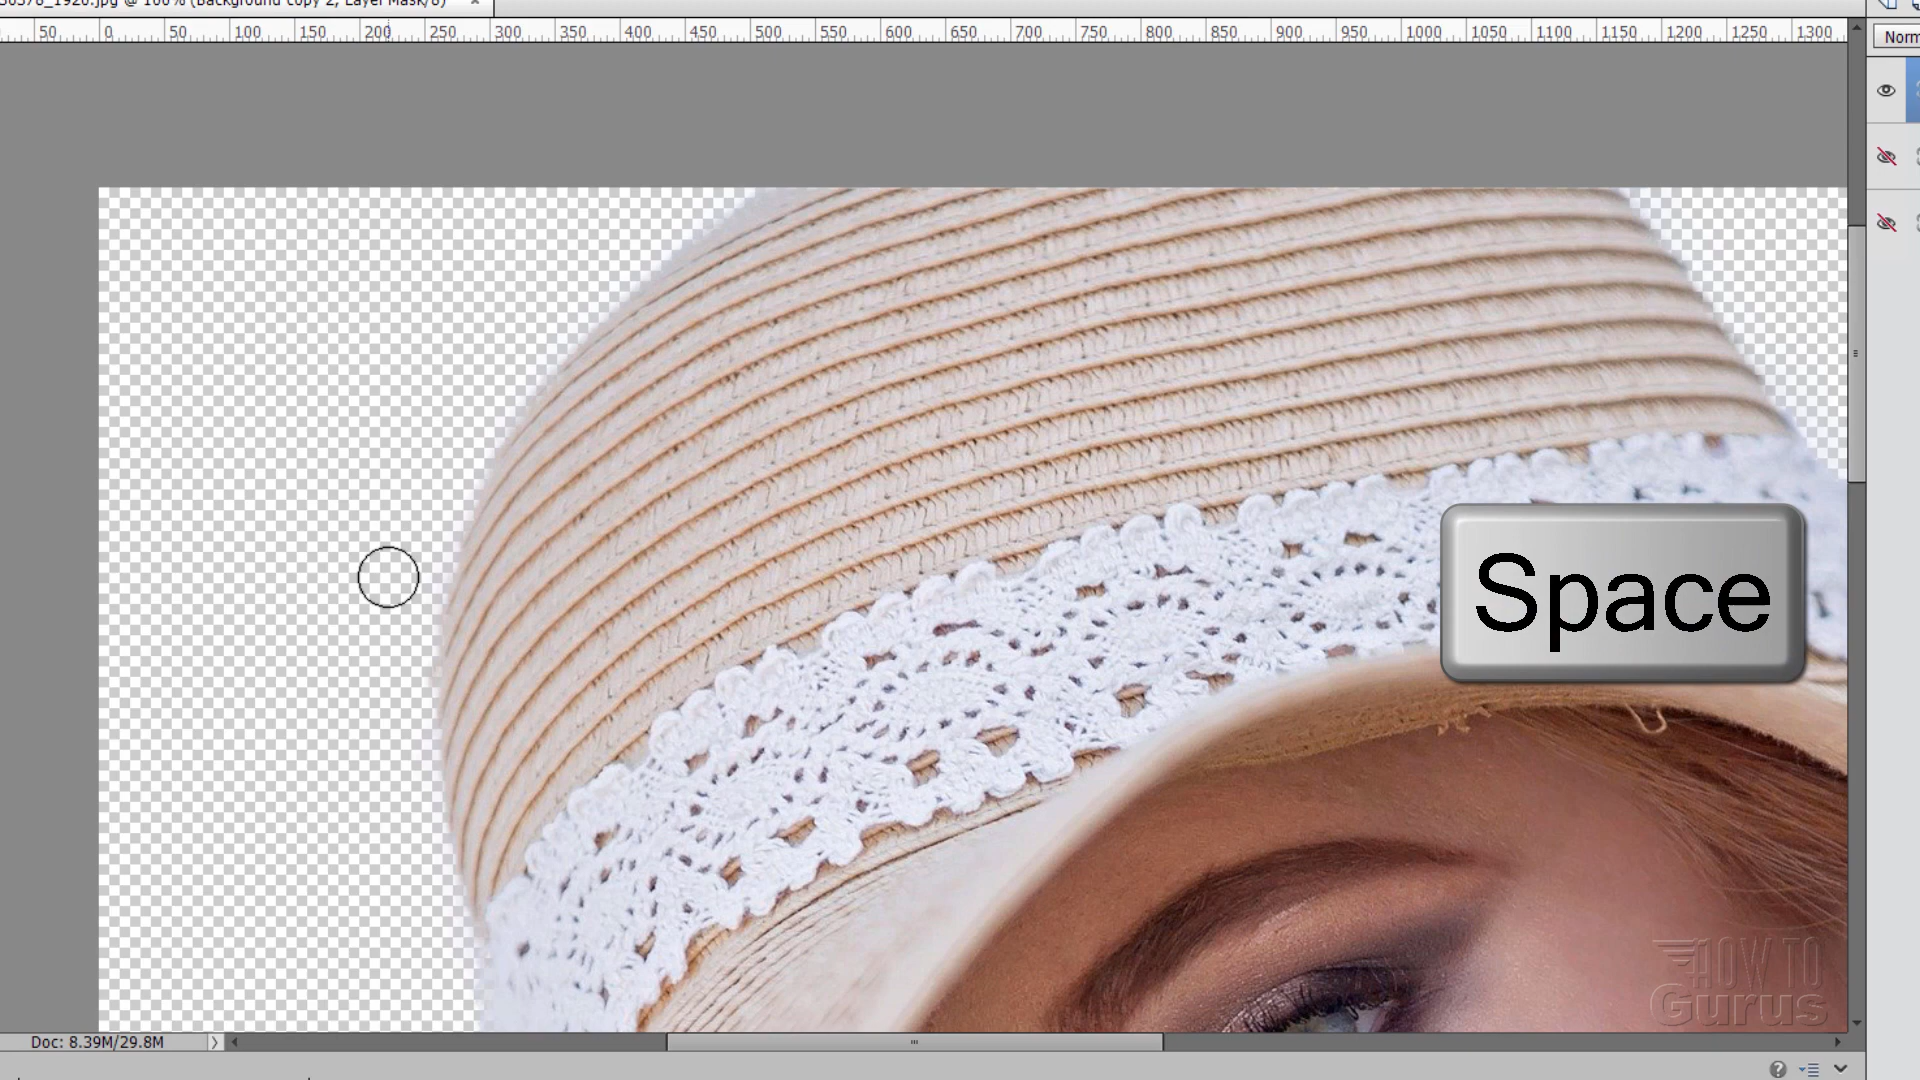 50378_1920.jpg @ 100% (Background copy 2, Layer Mask/8) ×
50 0 50 100 150 200 250 300 350 400 450 500 550 600 650 700 750 800 850 900 950 1000 1050 1100 1150 1200 1250 1300
Norm
Space
HOW TO
Gurus
Doc: 8.39M/29.8M